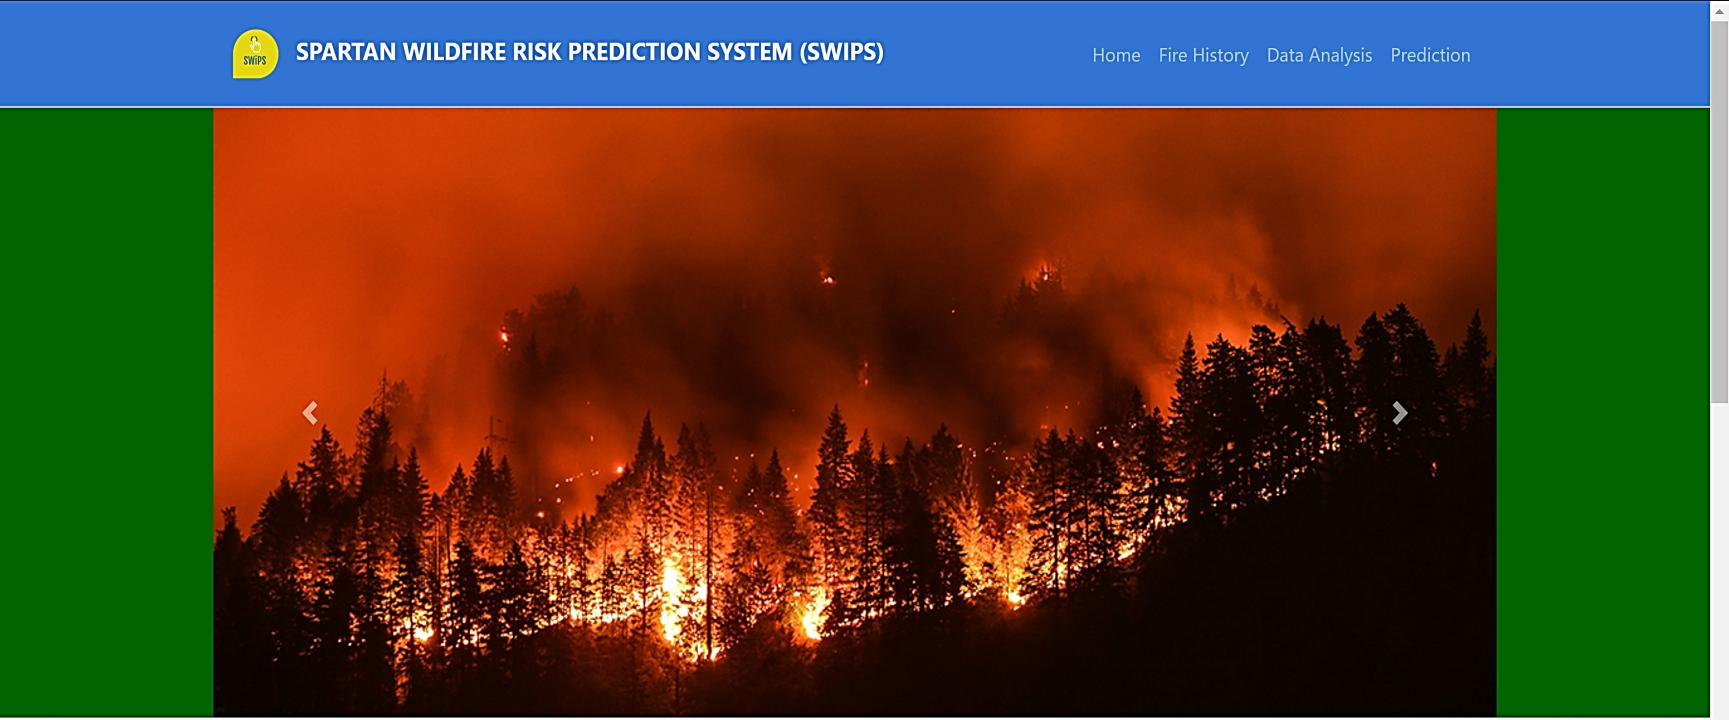 SWiPS
SPARTAN WILDFIRE RISK PREDICTION SYSTEM (SWIPS)
Home Fire History Data Analysis Prediction